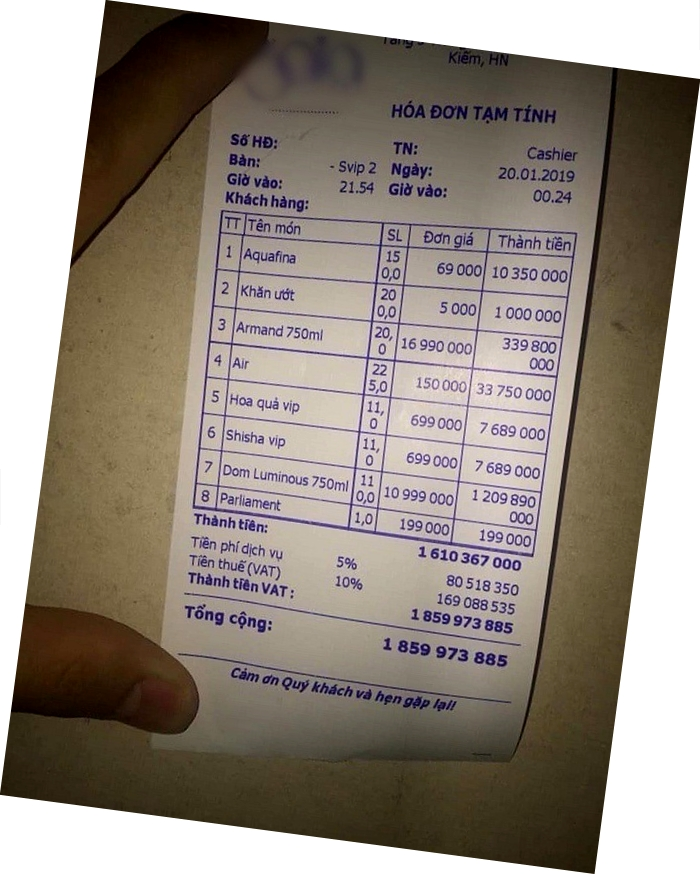 Kiếm, HN
HÓA ĐƠN TẠM TÍNH
Số HĐ: TN: Cashier
Bàn: - Svip 2 Ngày: 20.01.2019
Giờ vào: 21.54 Giờ vào: 00.24
Khách hàng:
TT Tên món SL Đơn giá Thành tiền
1 Aquafina 150,0 69 000 10 350 000
2 Khăn ướt 200,0 5 000 1 000 000
3 Armand 750ml 20,0 16 990 000 339 800 000
4 Air 225,0 150 000 33 750 000
5 Hoa quả vip 11,0 699 000 7 689 000
6 Shisha vip 11,0 699 000 7 689 000
7 Dom Luminous 750ml 110,0 10 999 000 1 209 890 000
8 Parliament 1,0 199 000 199 000
Thành tiền: 1 610 367 000
Tiền phí dịch vụ 5% 80 518 350
Tiền thuế (VAT) 10% 169 088 535
Thành tiền VAT : 1 859 973 885
Tổng cộng: 1 859 973 885
Cảm ơn Quý khách và hẹn gặp lại!